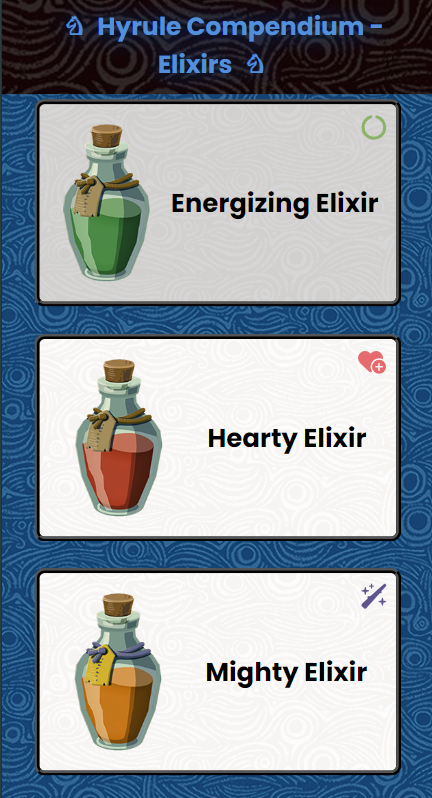 ♘ Hyrule Compendium -
Elixirs ♘
Energizing Elixir
Hearty Elixir
Mighty Elixir